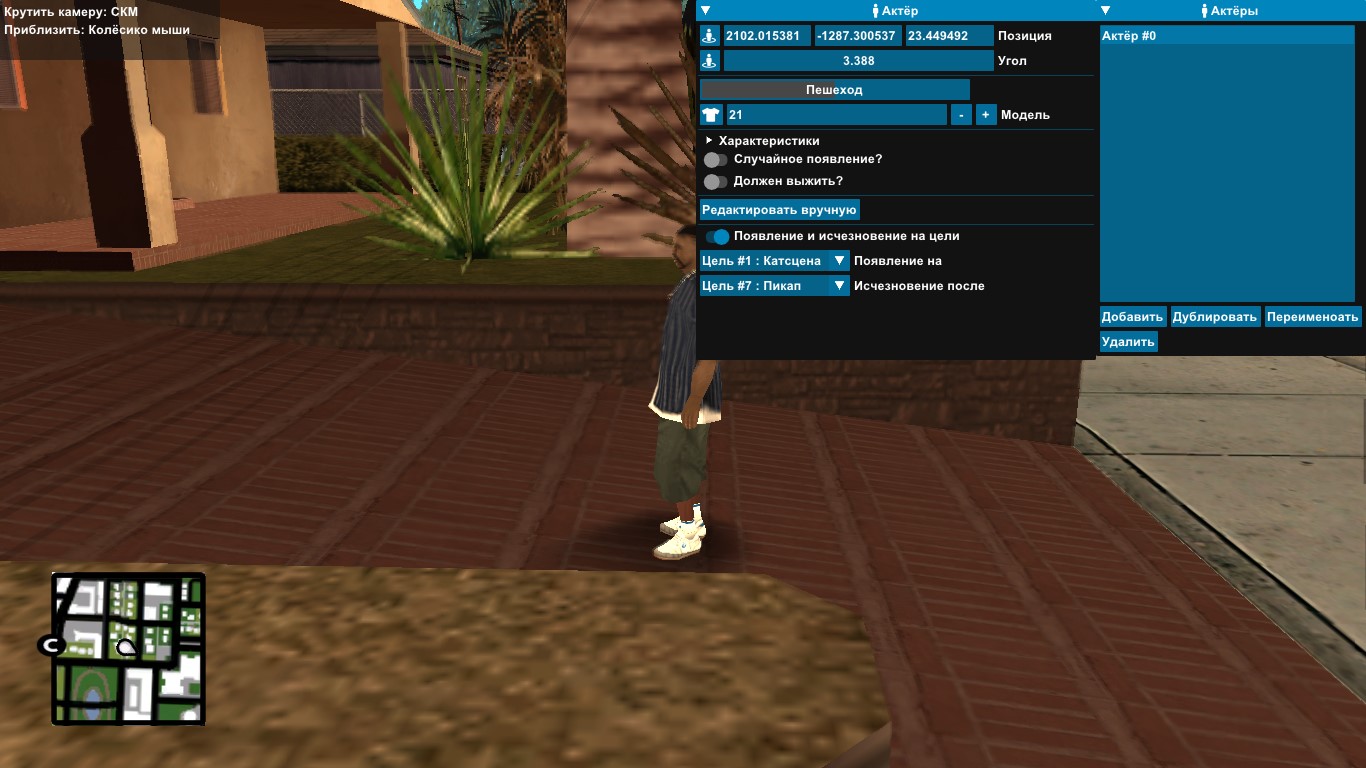 Крутить камеру: СКМ
Приблизить: Колёсико мыши
Актёр
2102.015381 -1287.300537 23.449492 Позиция
3.388 Угол
Пешеход
21 - + Модель
Характеристики
Случайное появление?
Должен выжить?
Редактировать вручную
Появление и исчезновение на цели
Цель #1 : Катсцена Появление на
Цель #7 : Пикап Исчезновение после
Актёры
Актёр #0
Добавить Дублировать Переименоать
Удалить
C